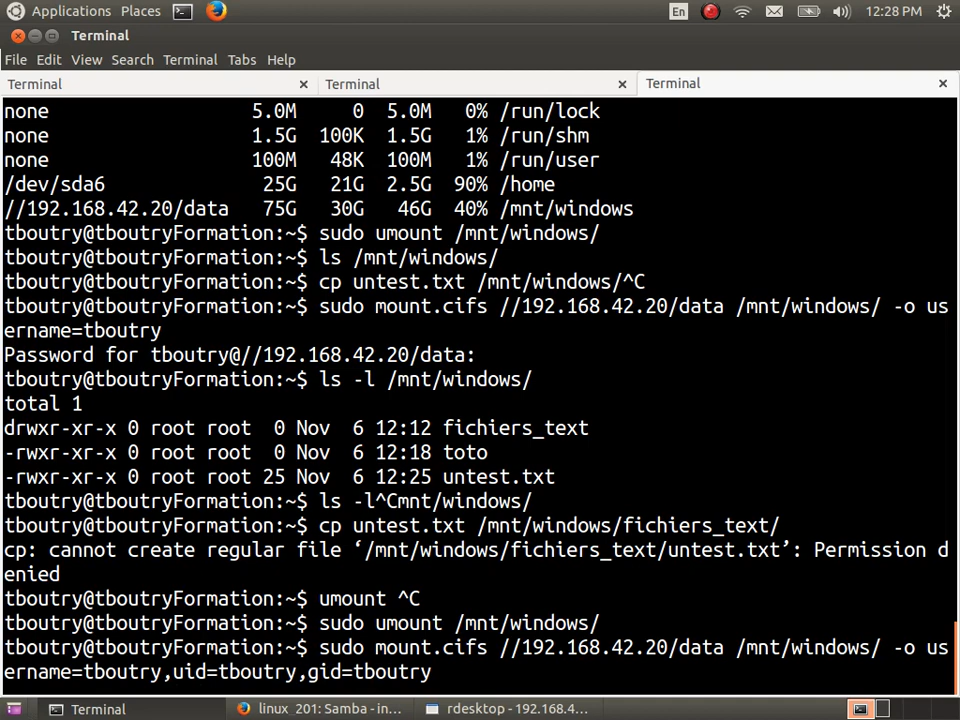 Applications Places En 12:28 PM
Terminal
File Edit View Search Terminal Tabs Help
Terminal × Terminal × Terminal ×
none 5.0M 0 5.0M 0% /run/lock
none 1.5G 100K 1.5G 1% /run/shm
none 100M 48K 100M 1% /run/user
/dev/sda6 25G 21G 2.5G 90% /home
//192.168.42.20/data 75G 30G 46G 40% /mnt/windows
tboutry@tboutryFormation:~$ sudo umount /mnt/windows/
tboutry@tboutryFormation:~$ ls /mnt/windows/
tboutry@tboutryFormation:~$ cp untest.txt /mnt/windows/^C
tboutry@tboutryFormation:~$ sudo mount.cifs //192.168.42.20/data /mnt/windows/ -o us
ername=tboutry
Password for tboutry@//192.168.42.20/data:
tboutry@tboutryFormation:~$ ls -l /mnt/windows/
total 1
drwxr-xr-x 0 root root 0 Nov 6 12:12 fichiers_text
-rwxr-xr-x 0 root root 0 Nov 6 12:18 toto
-rwxr-xr-x 0 root root 25 Nov 6 12:25 untest.txt
tboutry@tboutryFormation:~$ ls -l^Cmnt/windows/
tboutry@tboutryFormation:~$ cp untest.txt /mnt/windows/fichiers_text/
cp: cannot create regular file ‘/mnt/windows/fichiers_text/untest.txt’: Permission d
enied
tboutry@tboutryFormation:~$ umount ^C
tboutry@tboutryFormation:~$ sudo umount /mnt/windows/
tboutry@tboutryFormation:~$ sudo mount.cifs //192.168.42.20/data /mnt/windows/ -o us
ername=tboutry,uid=tboutry,gid=tboutry
Terminal linux_201: Samba - in... rdesktop - 192.168.4...